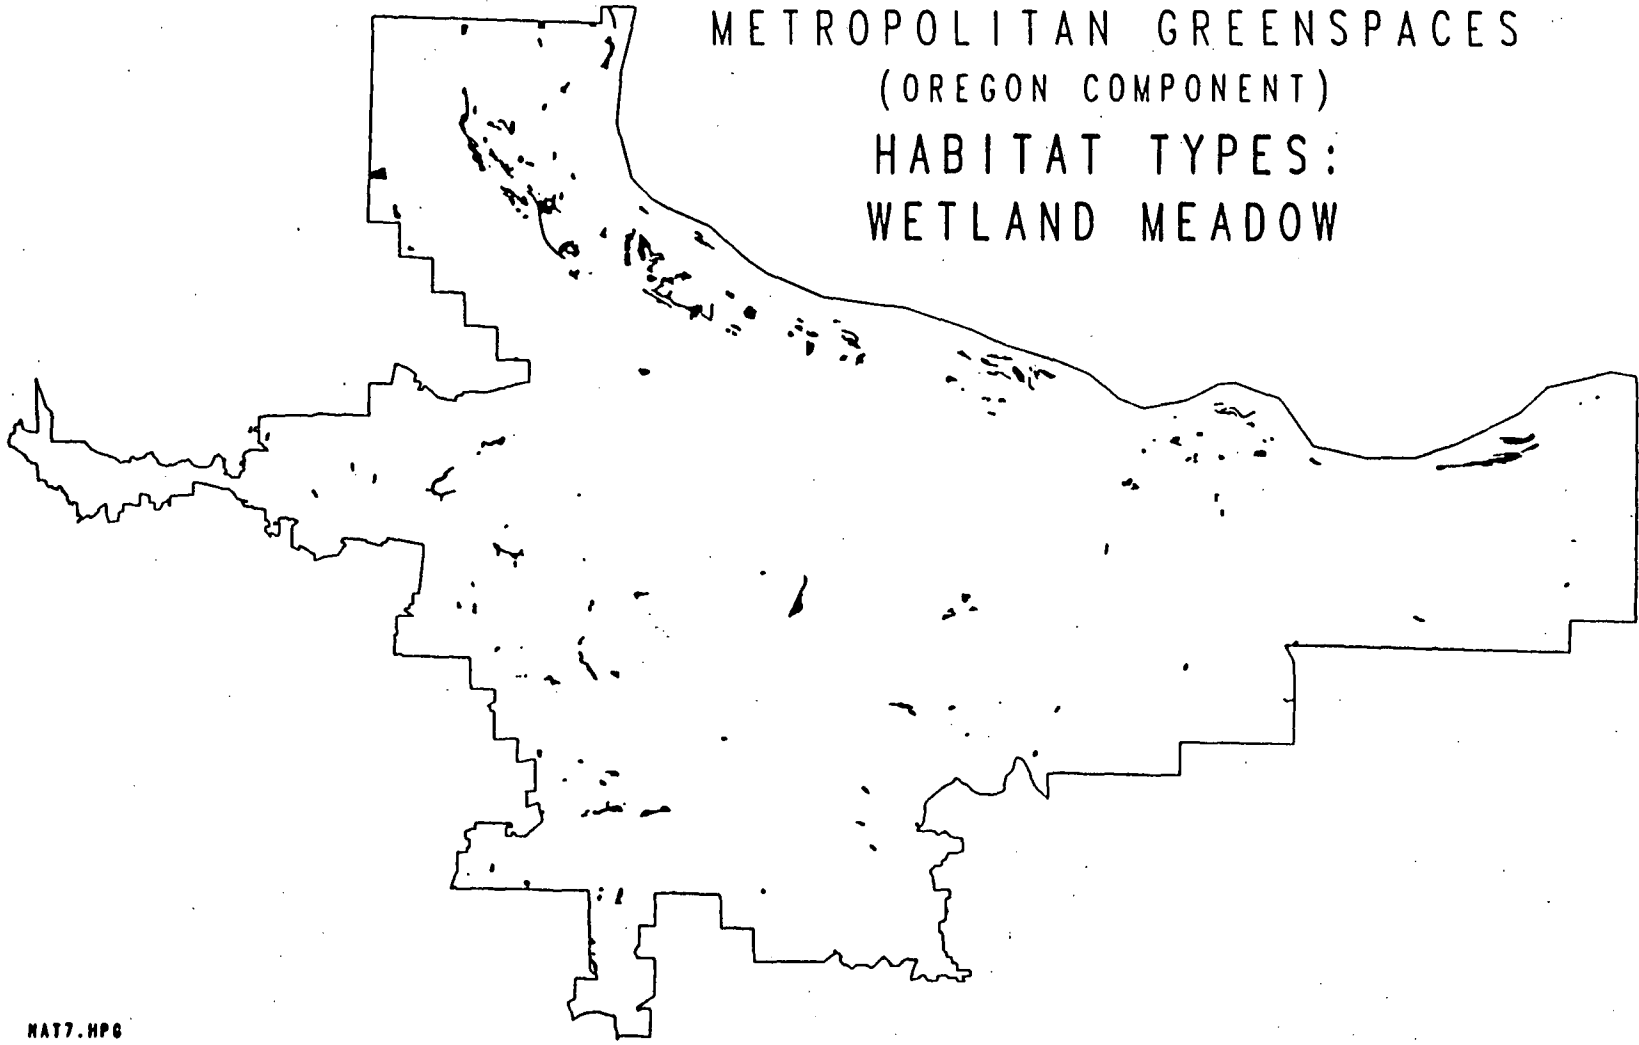 METROPOLITAN GREENSPACES
(OREGON COMPONENT)
HABITAT TYPES:
WETLAND MEADOW
NAT7.HPG